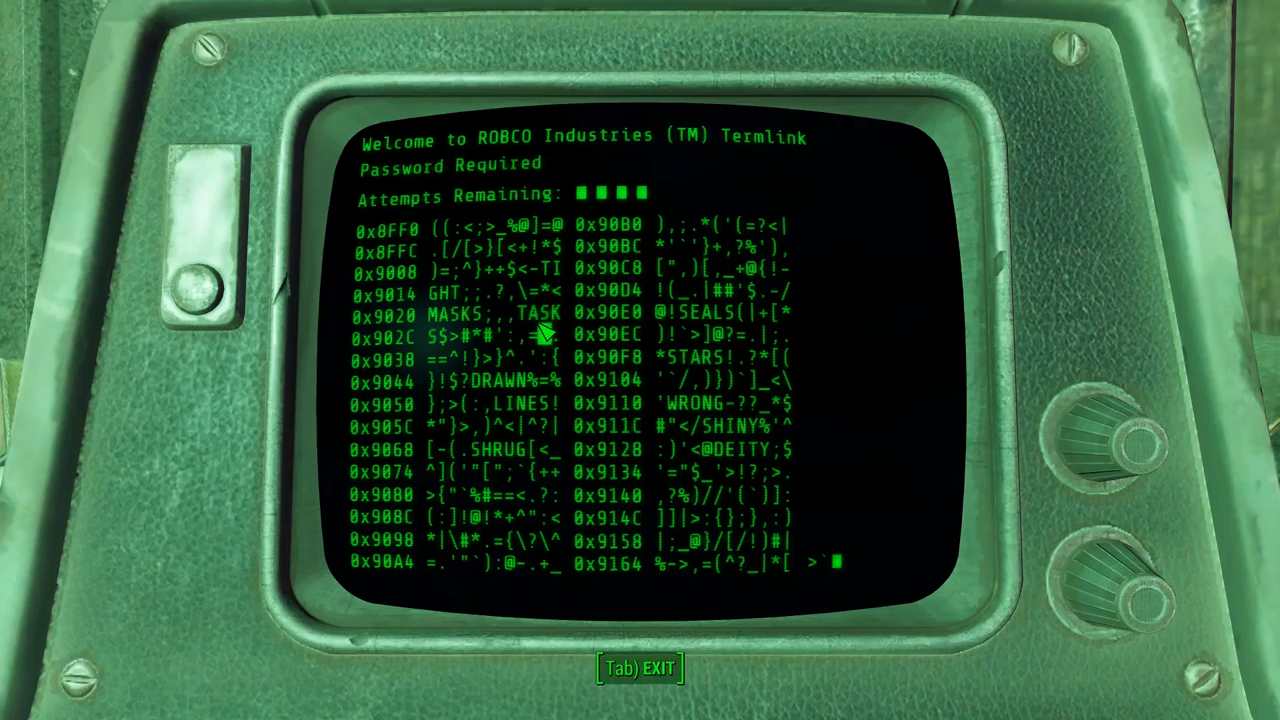 Welcome to ROBCO Industries (TM) Termlink
Password Required
Attempts Remaining: ■ ■ ■ ■
0x8FF0 ((:<;>_%@]=@ 0x90B0 ),;.*('(=?<|
0x8FFC .[/[>}[<+!*$ 0x90BC *'`'}+,?%'),
0x9008 )=;^}++$<-TI 0x90C8 [",)[,_+@{!-
0x9014 GHT;;.?,\=*< 0x90D4 !(_.|##'$.-/
0x9020 MASKS;,,TASK 0x90E0 @!SEALS(|+[*
0x902C S$>#*#':,=. 0x90EC )!`>]@?=.|;.
0x9038 ==^!}>}^.':{ 0x90F8 *STARS!.?*[(
0x9044 }!$?DRAWN%=% 0x9104 '`/,)})`]_<\
0x9050 };>(:,LINES! 0x9110 'WRONG-??_*$
0x905C *"}>,)^<|^?| 0x911C #"</SHINY%'^
0x9068 [-(.SHRUG[<_ 0x9128 :)'<@DEITY;$
0x9074 ^]('"[";`{++ 0x9134 '="$_'>!?;>.
0x9080 >{"`%#==<.?: 0x9140 ,?%)//'(`)]:
0x908C (:]!@!*+^":< 0x914C ]]|>:{};},:)
0x9098 *|\#*.={\?\^ 0x9158 |;_@}/[/!)#|
0x90A4 =.'"`):@-.+_ 0x9164 %->,=(^?_|*[ >`■
[Tab) EXIT]